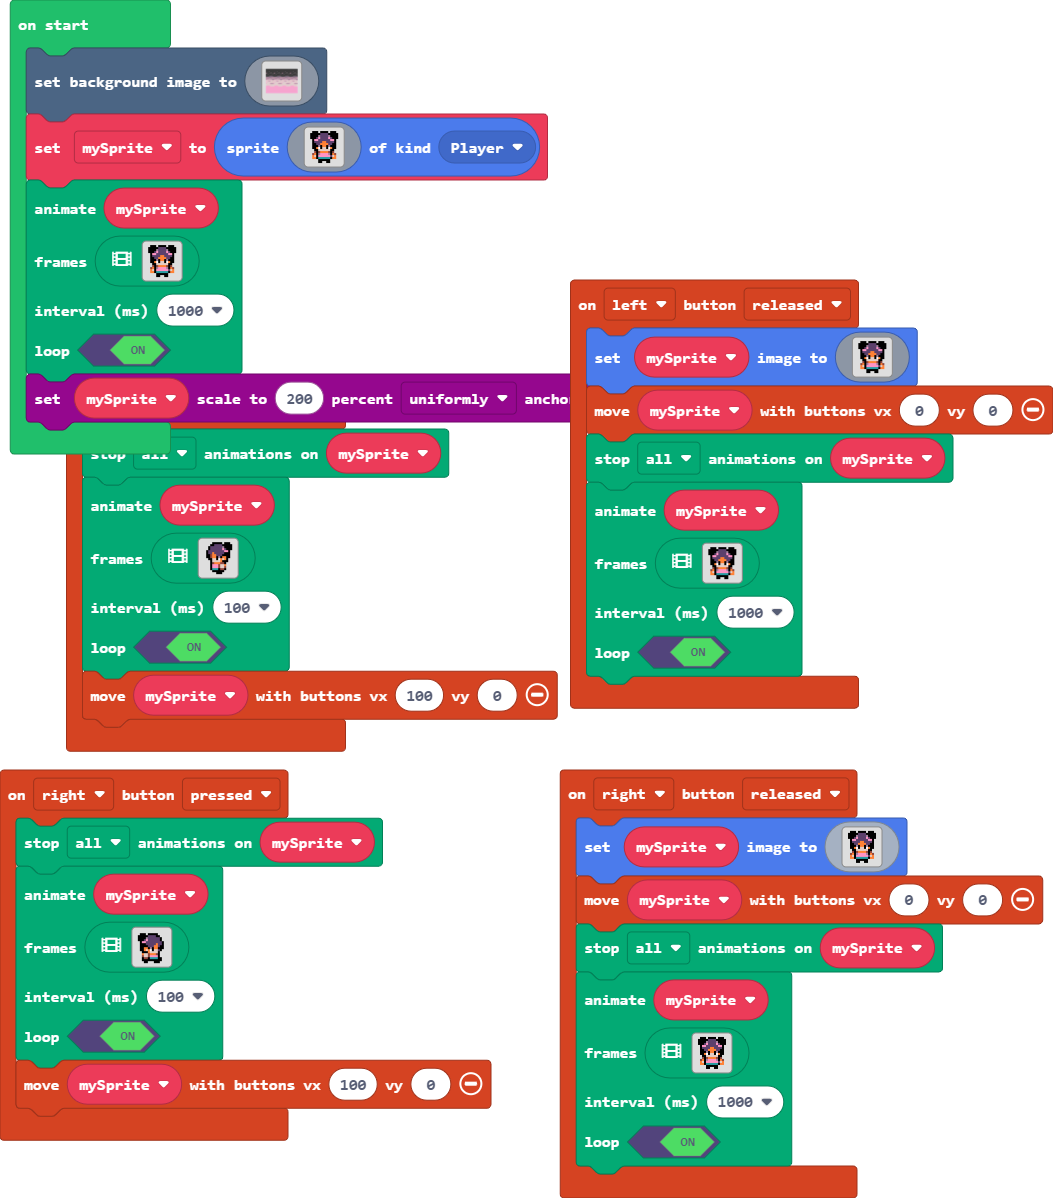 on start
set background image to
set mySprite to sprite of kind Player
animate mySprite
frames
interval (ms) 1000
loop ON
set mySprite scale to 200 percent uniformly
stop all animations on mySprite
animate mySprite
frames
interval (ms) 100
loop ON
move mySprite with buttons vx 100 vy 0
on left button released
set mySprite image to
move mySprite with buttons vx 0 vy 0
stop all animations on mySprite
animate mySprite
frames
interval (ms) 1000
loop ON
on right button pressed
stop all animations on mySprite
animate mySprite
frames
interval (ms) 100
loop ON
move mySprite with buttons vx 100 vy 0
on right button released
set mySprite image to
move mySprite with buttons vx 0 vy 0
stop all animations on mySprite
animate mySprite
frames
interval (ms) 1000
loop ON